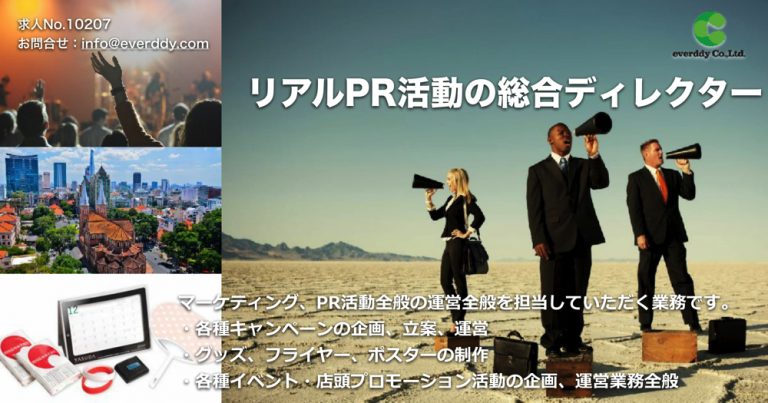 求人No.10207
お問合せ：info@everddy.com
everddy Co.,Ltd.
リアルPR活動の総合ディレクター
マーケティング、PR活動全般の運営全般を担当していただく業務です。
・各種キャンペーンの企画、立案、運営
・グッズ、フライヤー、ポスターの制作
・各種イベント・店頭プロモーション活動の企画、運営業務全般
12